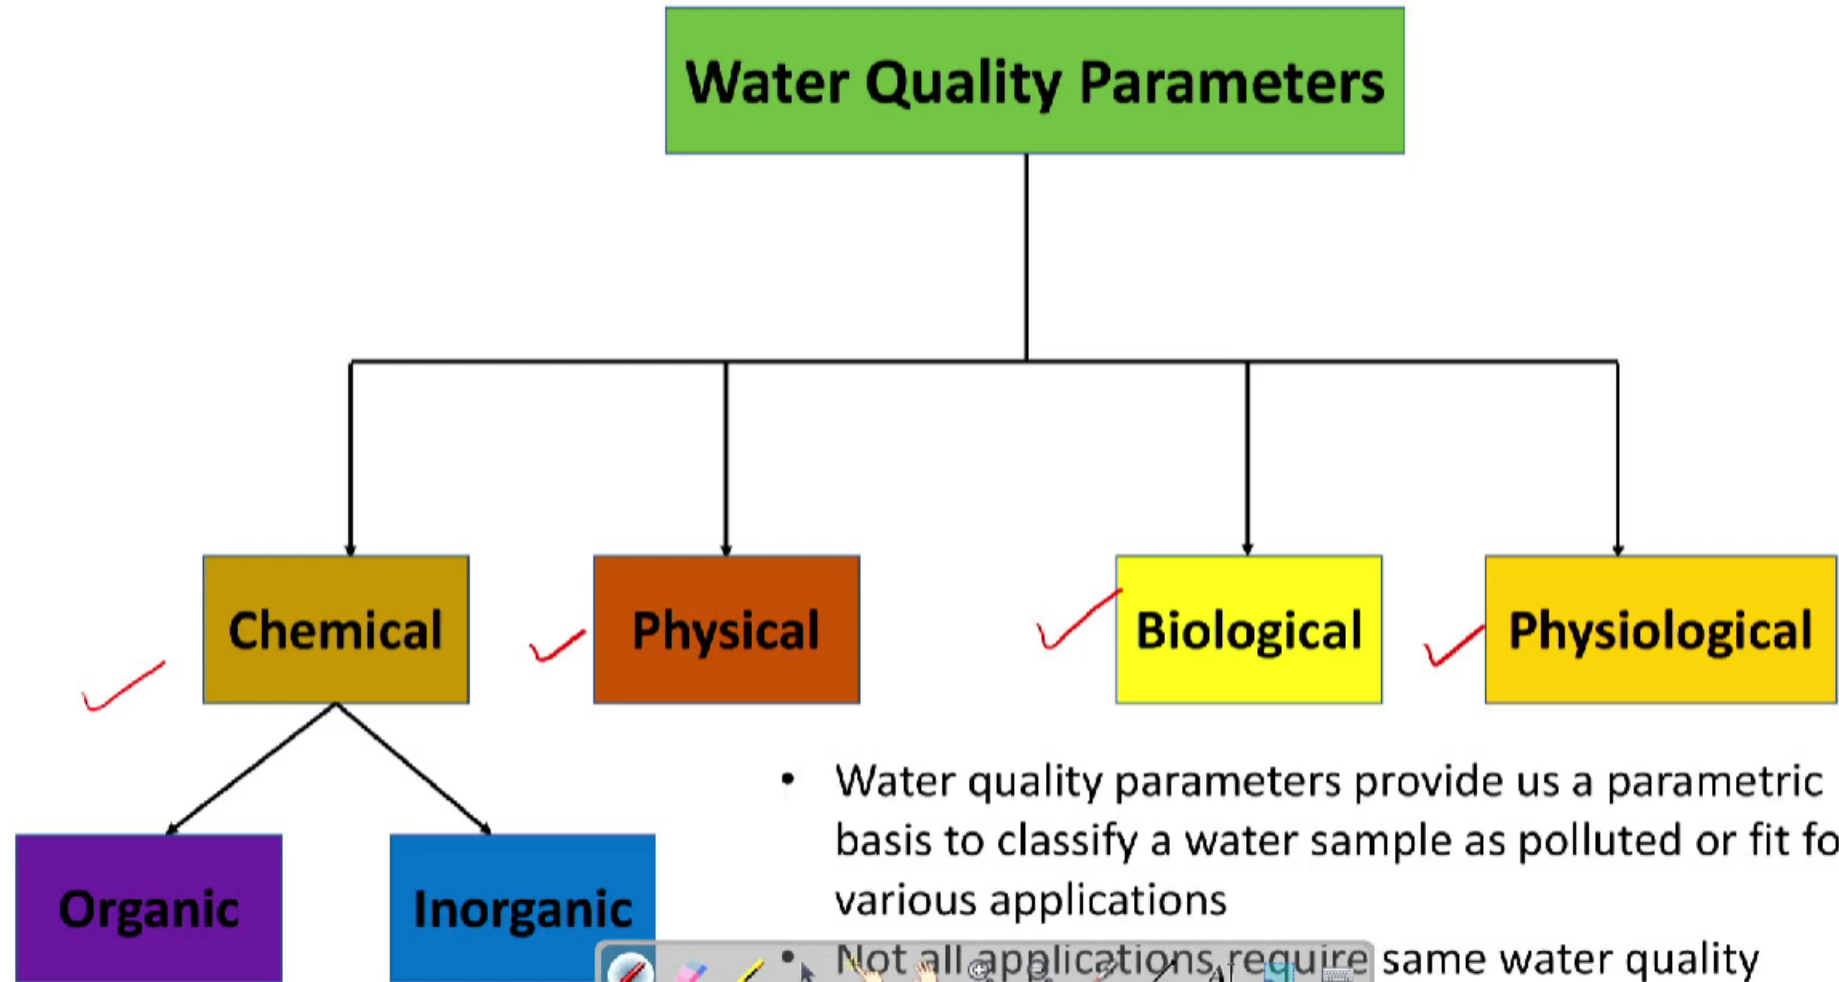 Water Quality Parameters
Chemical
Physical
Biological
Physiological
Organic
Inorganic
• Water quality parameters provide us a parametric
basis to classify a water sample as polluted or fit fo
various applications
• Not all applications require same water quality